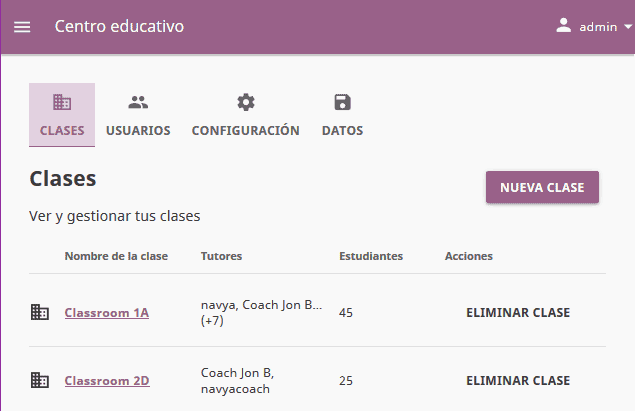 Centro educativo
admin
CLASES USUARIOS CONFIGURACIÓN DATOS
Clases
NUEVA CLASE
Ver y gestionar tus clases
Nombre de la clase Tutores Estudiantes Acciones
Classroom 1A navya, Coach Jon B... (+7) 45 ELIMINAR CLASE
Classroom 2D Coach Jon B, navyacoach 25 ELIMINAR CLASE